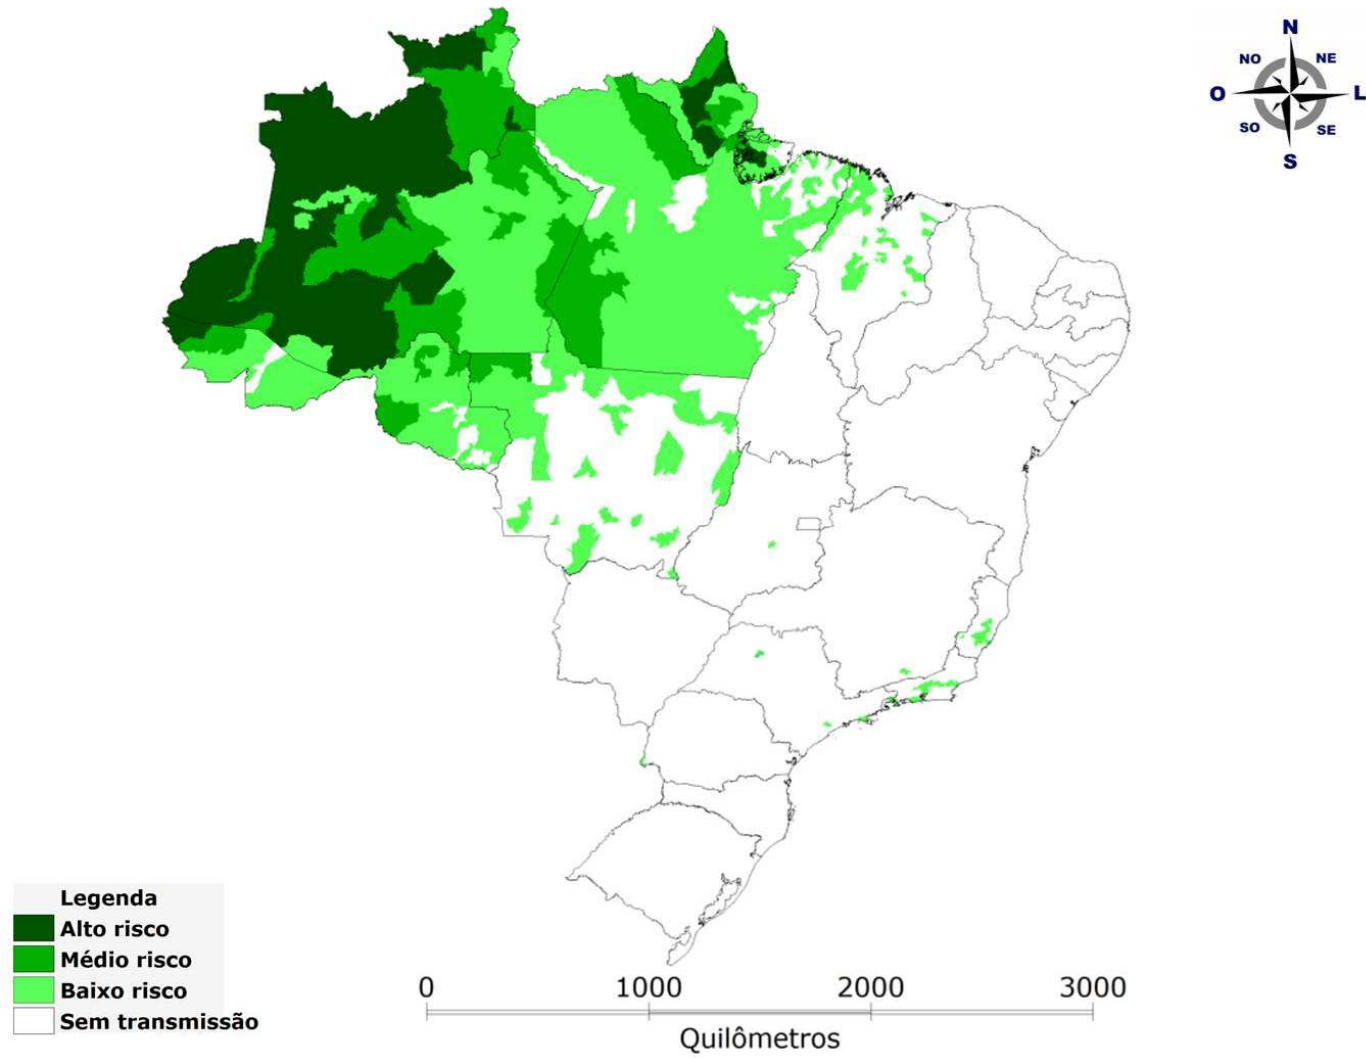 N
NO NE
O L
SO SE
S
Legenda
Alto risco
Médio risco
Baixo risco
Sem transmissão
0 1000 2000 3000
Quilômetros